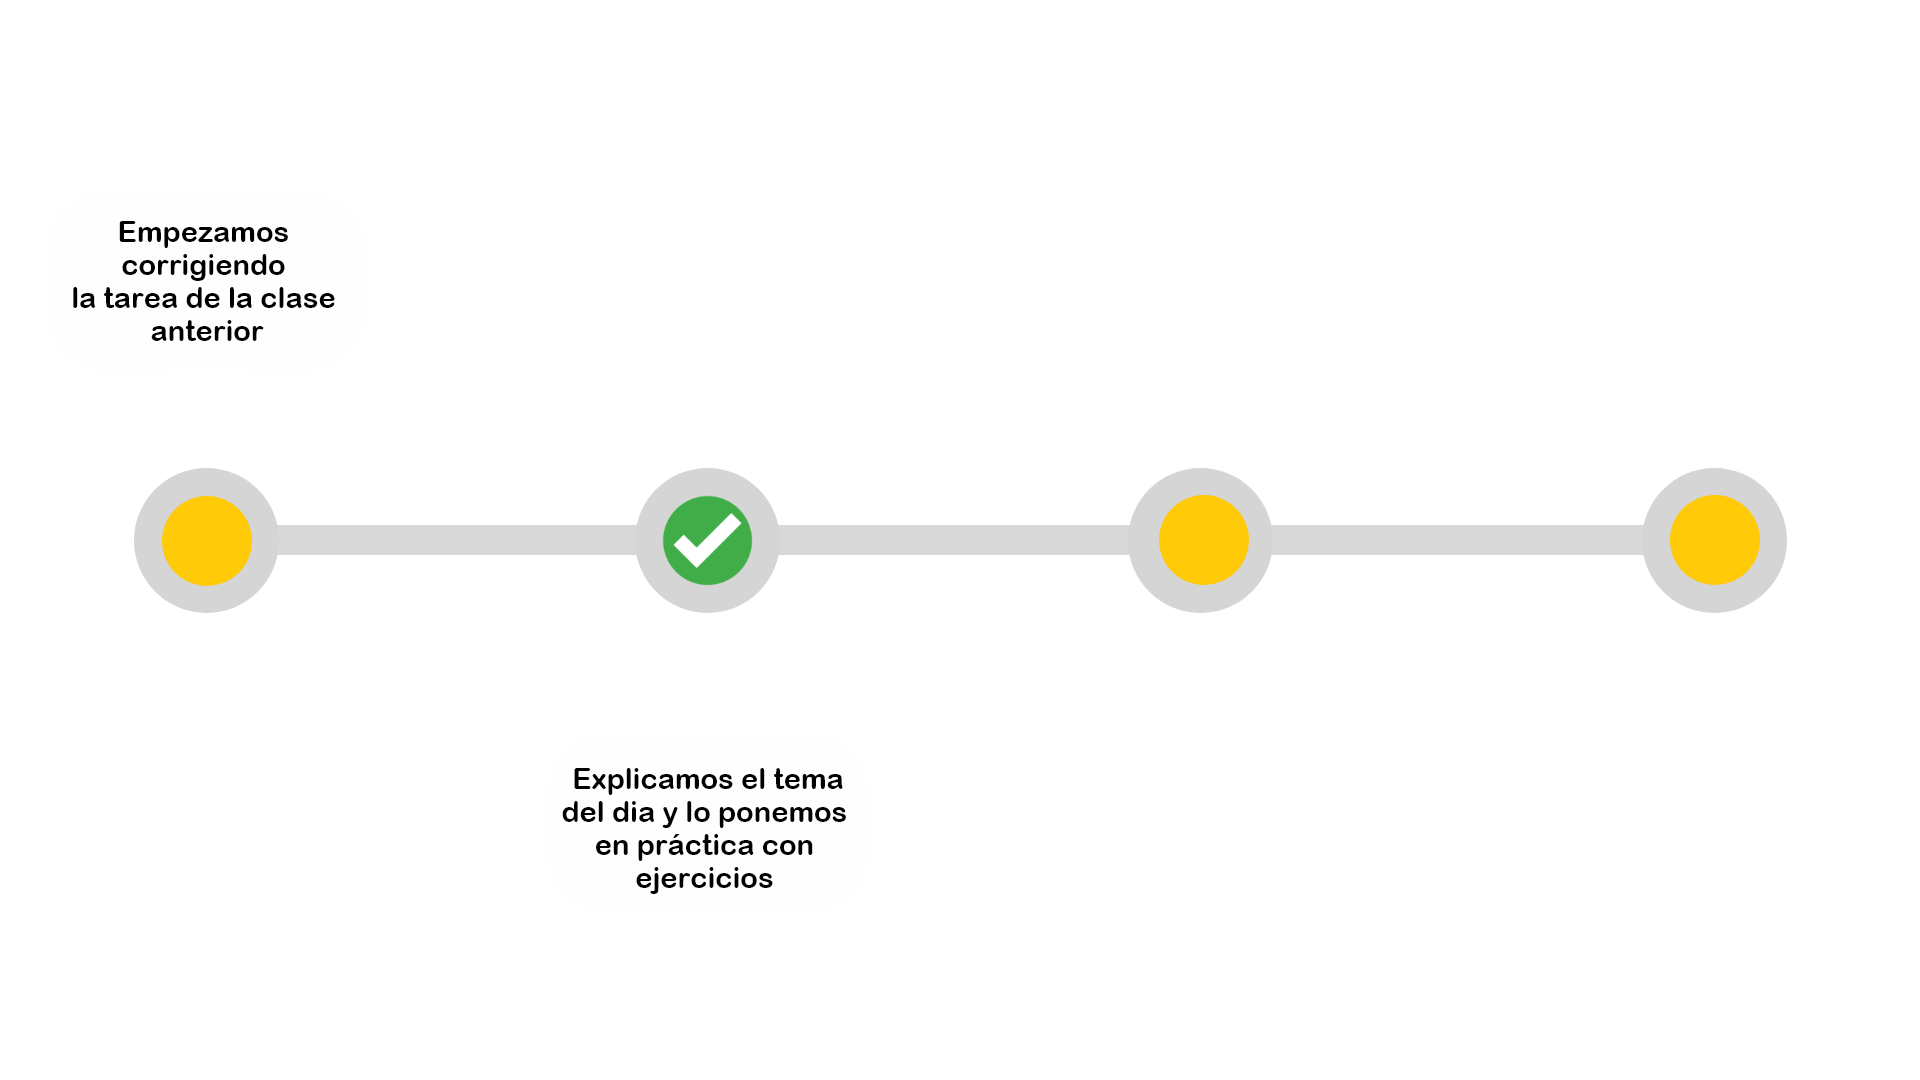 Empezamos
corrigiendo
la tarea de la clase
anterior
Explicamos el tema
del dia y lo ponemos
en práctica con
ejercicios